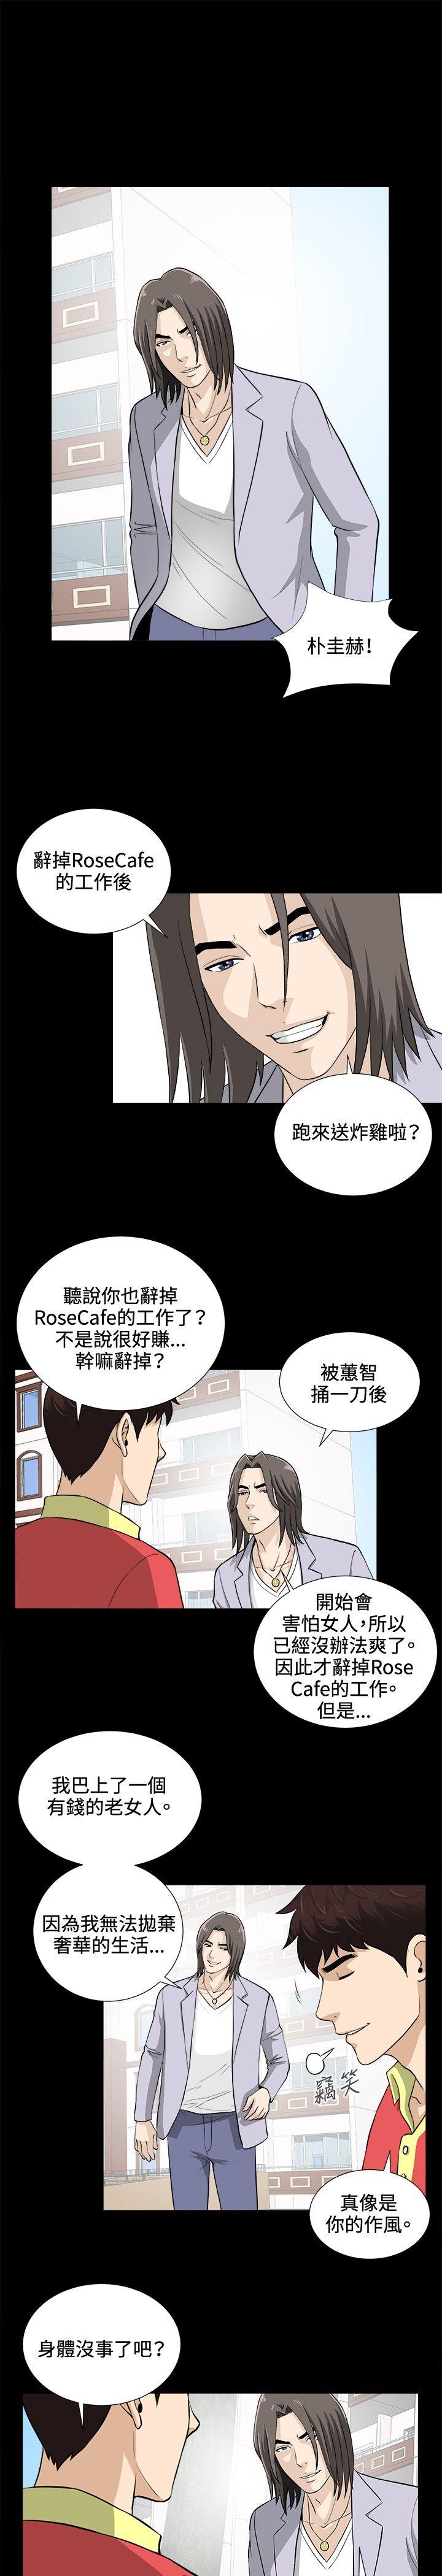 朴圭赫！
辭掉RoseCafe
的工作後
跑來送炸雞啦？
聽說你也辭掉
RoseCafe的工作了？
不是說很好賺...
幹嘛辭掉？
被蕙智
捅一刀後
開始會
害怕女人，所以
已經沒辦法爽了。
因此才辭掉Rose
Cafe的工作。
但是...
我巴上了一個
有錢的老女人。
因為我無法拋棄
奢華的生活...
竊笑
真像是
你的作風。
身體沒事了吧？